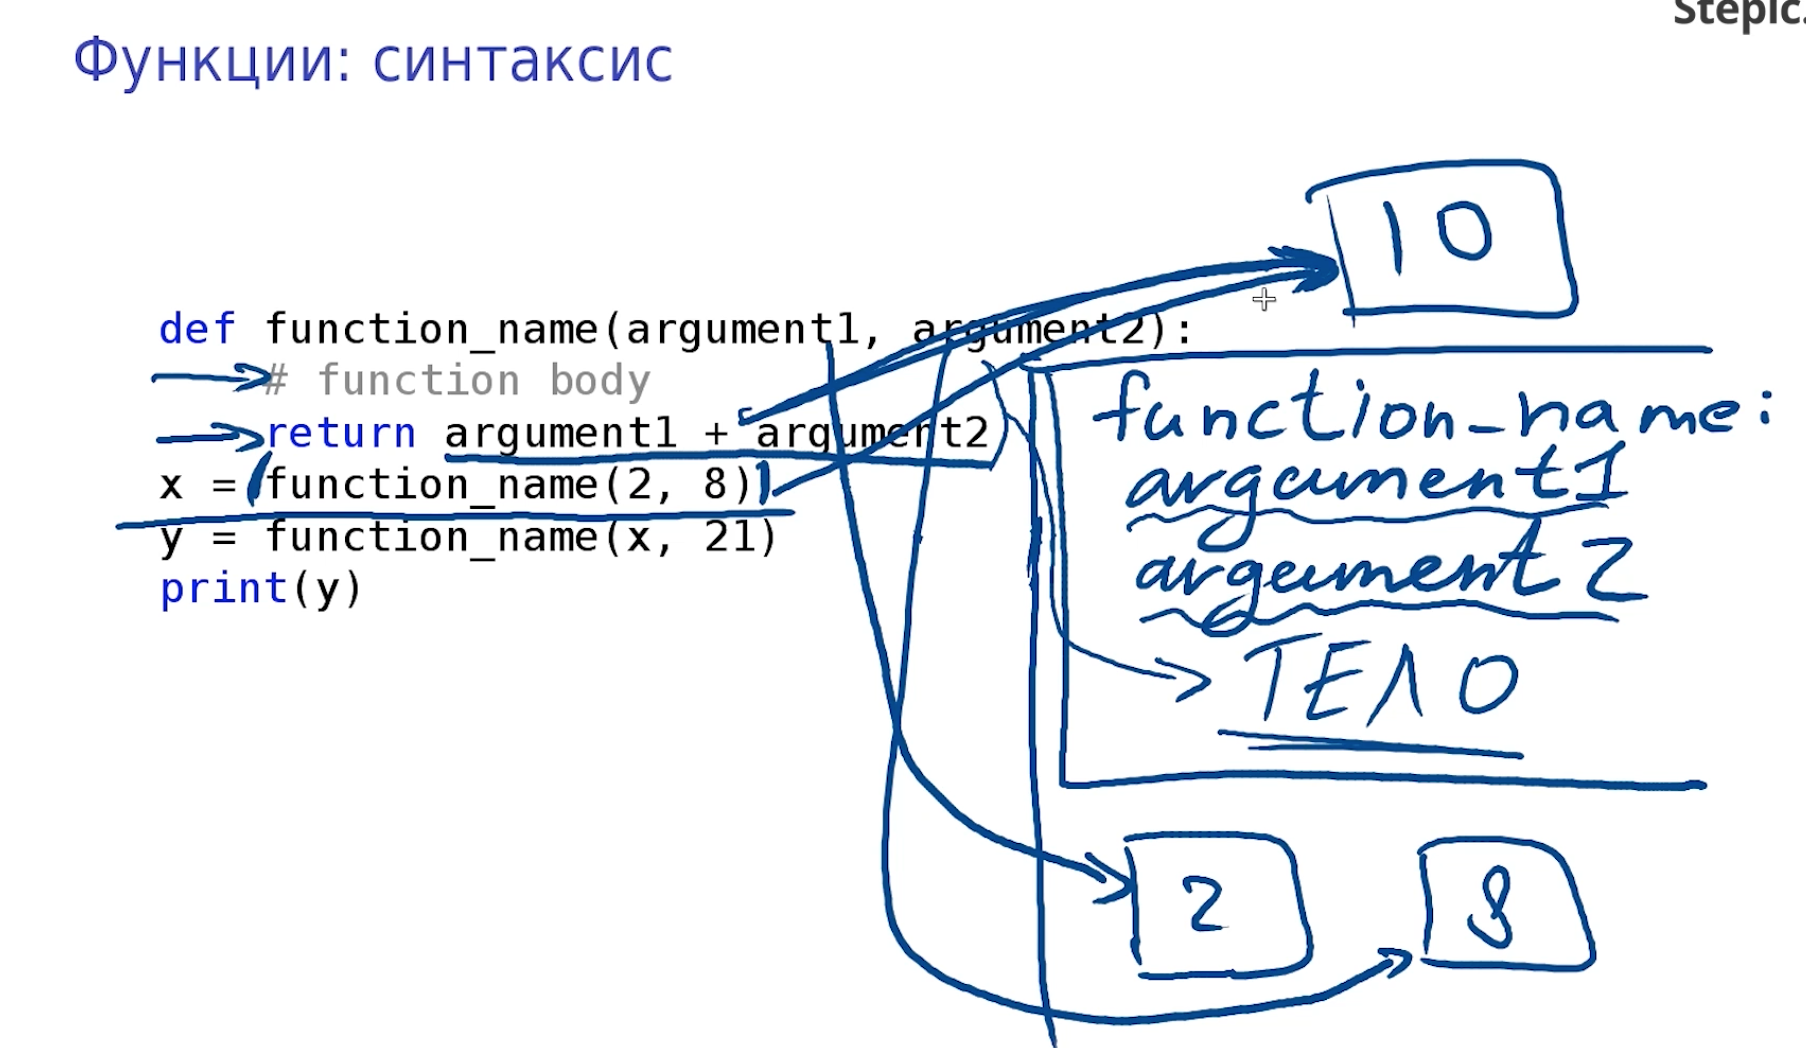 Stepic.
Функции: синтаксис
10
def function_name(argument1, argument2):
# function body
return argument1 + argument2
x = (function_name(2, 8))
y = function_name(x, 21)
print(y)
function_name:
argument1
argument2
ТЕЛО
2
8